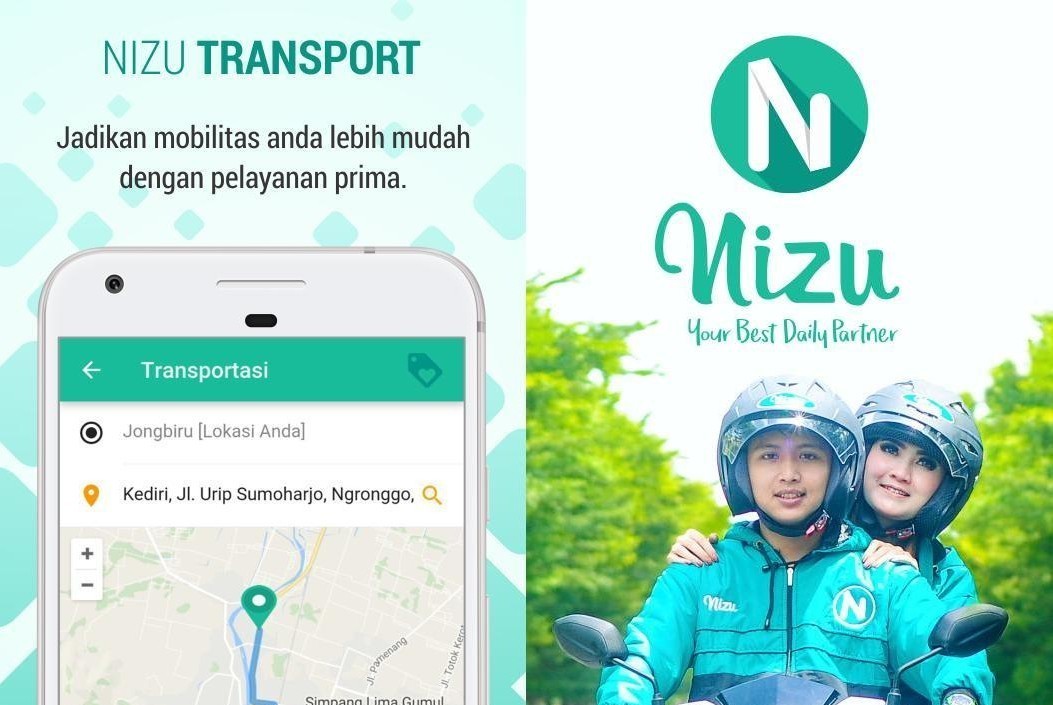 NIZU TRANSPORT
Jadikan mobilitas anda lebih mudah
dengan pelayanan prima.
Transportasi
Jongbiru [Lokasi Anda]
Kediri, Jl. Urip Sumoharjo, Ngronggo,
+
−
Jl. Pamenang
Jl. Totok Kerot
Simpang Lima Gumul
N
Nizu
Your Best Daily Partner
Nizu
N